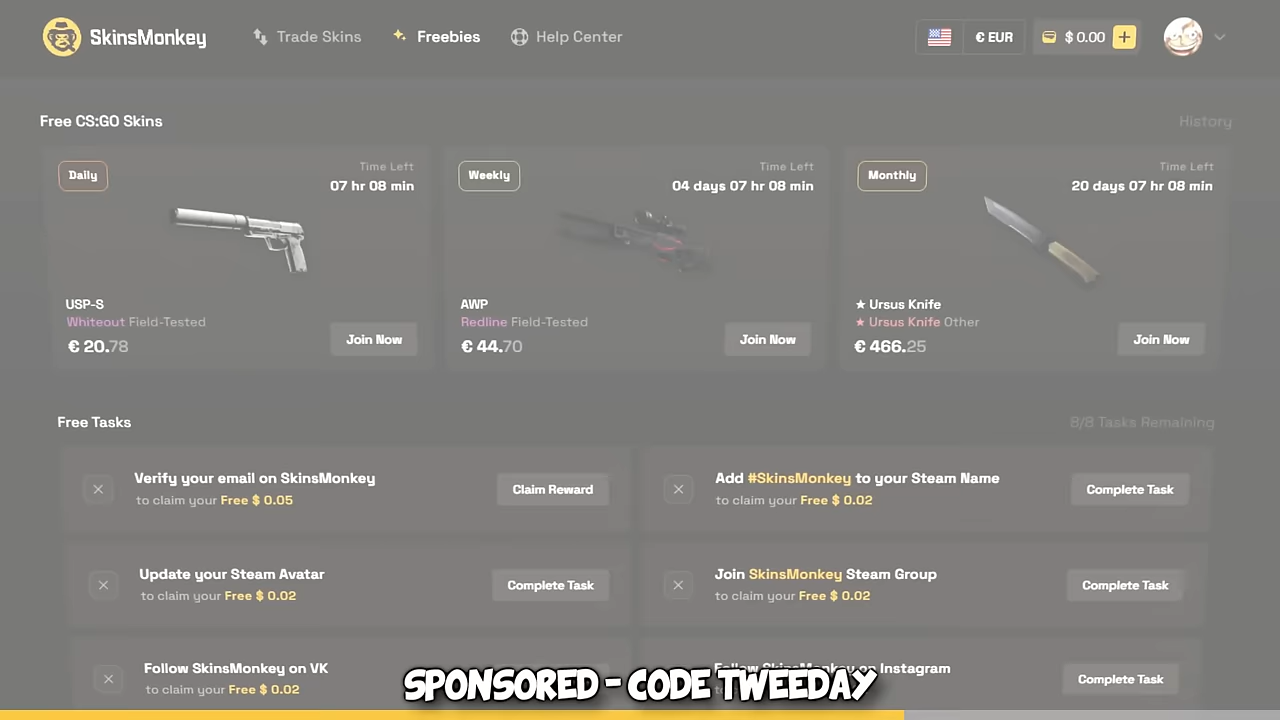 SkinsMonkey
Trade Skins
Freebies
Help Center
€ EUR
$ 0.00
Free CS:GO Skins
History
Daily
Time Left
07 hr 08 min
USP-S
Whiteout Field-Tested
€ 20.78
Join Now
Weekly
Time Left
04 days 07 hr 08 min
AWP
Redline Field-Tested
€ 44.70
Join Now
Monthly
Time Left
20 days 07 hr 08 min
★ Ursus Knife
★ Ursus Knife Other
€ 466.25
Join Now
Free Tasks
8/8 Tasks Remaining
Verify your email on SkinsMonkey
to claim your Free $ 0.05
Claim Reward
Add #SkinsMonkey to your Steam Name
to claim your Free $ 0.02
Complete Task
Update your Steam Avatar
to claim your Free $ 0.02
Complete Task
Join SkinsMonkey Steam Group
to claim your Free $ 0.02
Complete Task
Follow SkinsMonkey on VK
to claim your Free $ 0.02
Follow SkinsMonkey on Instagram
Complete Task
SPONSORED - CODE TWEEDAY